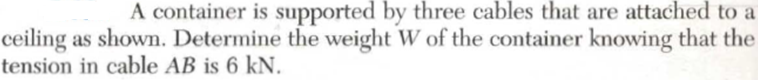 A container is supported by three cables that are attached to a
ceiling as shown. Determine the weight W of the container knowing that the
tension in cable AB is 6 kN.